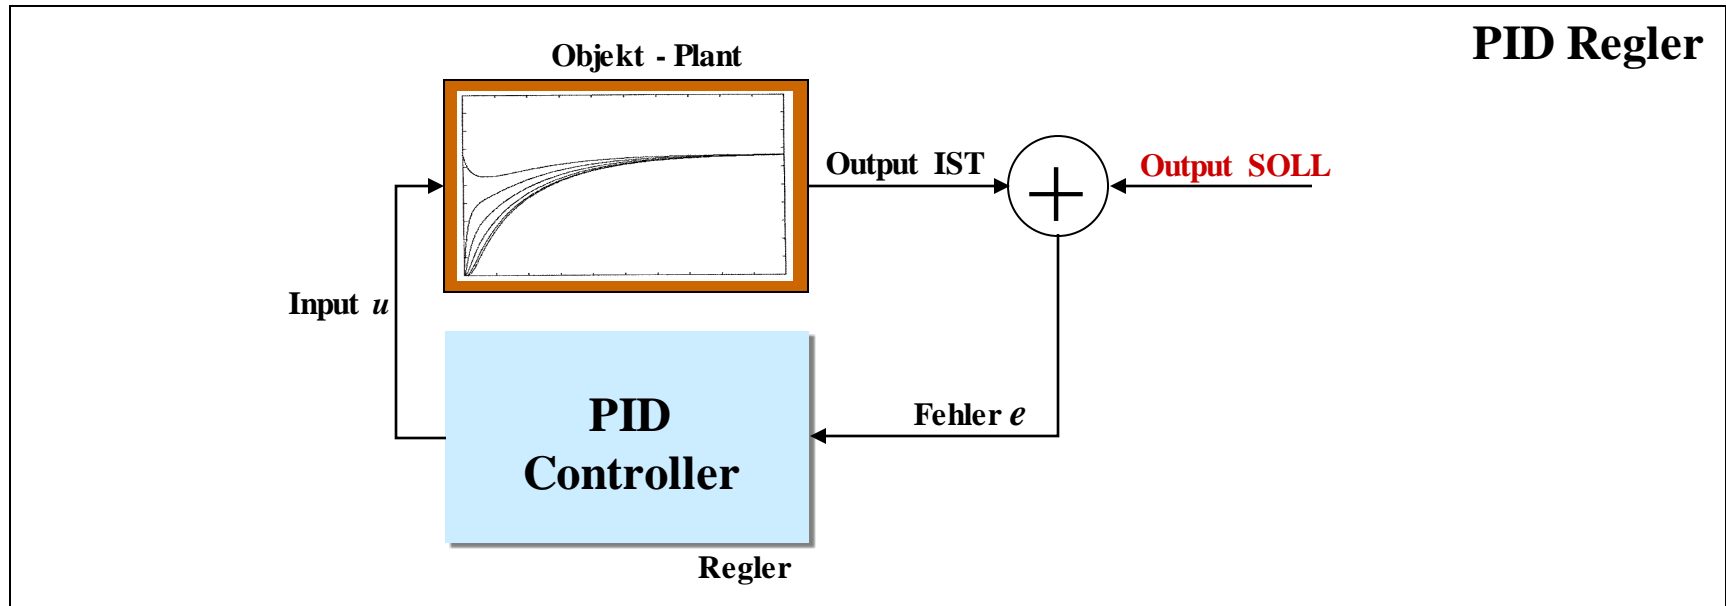 PID Regler
Objekt - Plant
Output IST
Output SOLL
Input u
Fehler e
PID
Controller
Regler